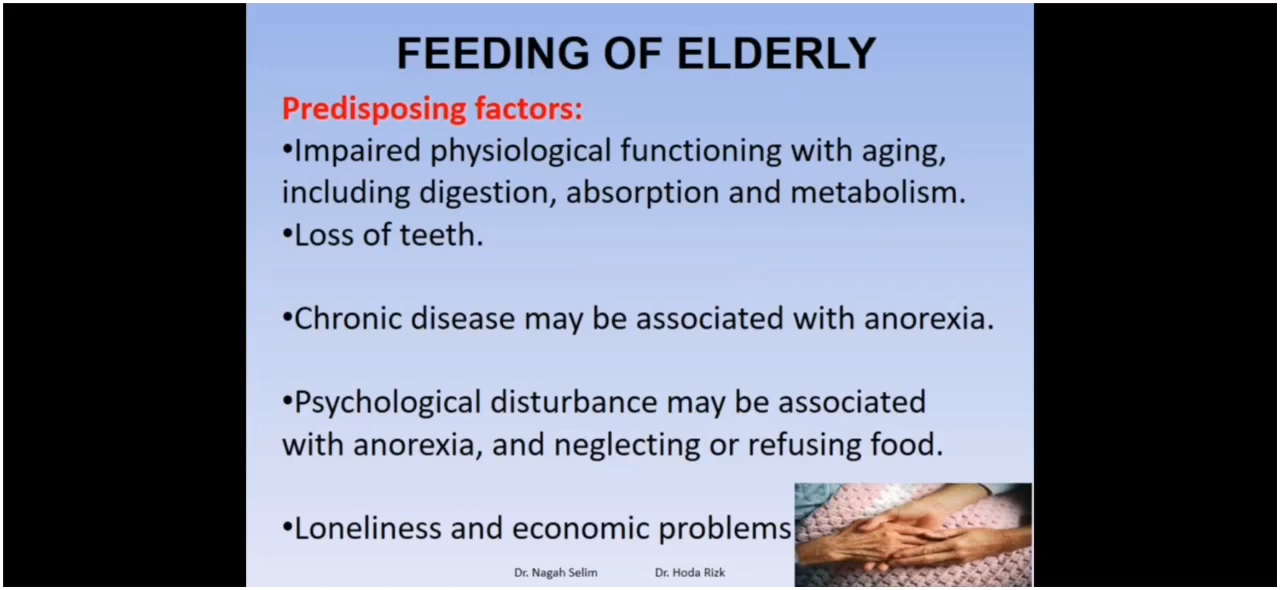 FEEDING OF ELDERLY
Predisposing factors:
•Impaired physiological functioning with aging,
including digestion, absorption and metabolism.
•Loss of teeth.
•Chronic disease may be associated with anorexia.
•Psychological disturbance may be associated
with anorexia, and neglecting or refusing food.
•Loneliness and economic problems
Dr. Nagah Selim Dr. Hoda Rizk